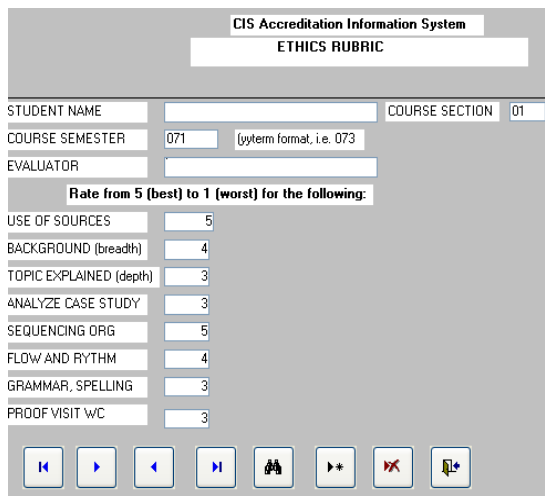 CIS Accreditation Information System
ETHICS RUBRIC
STUDENT NAME COURSE SECTION 01
COURSE SEMESTER 071 (yyterm format, i.e. 073
EVALUATOR
Rate from 5 (best) to 1 (worst) for the following:
USE OF SOURCES 5
BACKGROUND (breadth) 4
TOPIC EXPLAINED (depth) 3
ANALYZE CASE STUDY 3
SEQUENCING ORG 5
FLOW AND RYTHM 4
GRAMMAR, SPELLING 3
PROOF VISIT WC 3